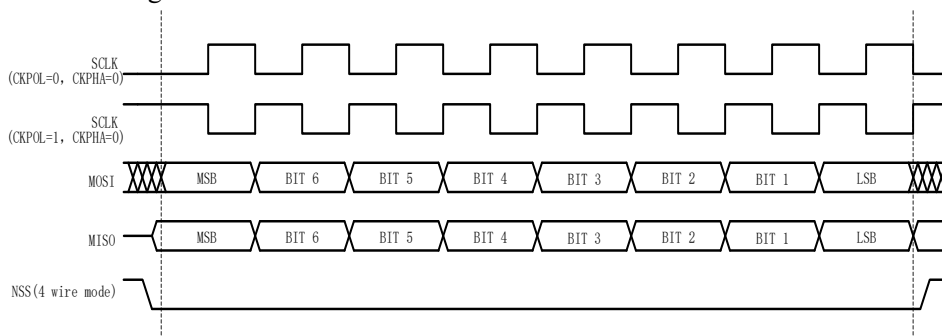 SCLK
(CKPOL=0, CKPHA=0)
SCLK
(CKPOL=1, CKPHA=0)
MOSI MSB BIT 6 BIT 5 BIT 4 BIT 3 BIT 2 BIT 1 LSB
MISO MSB BIT 6 BIT 5 BIT 4 BIT 3 BIT 2 BIT 1 LSB
NSS(4 wire mode)